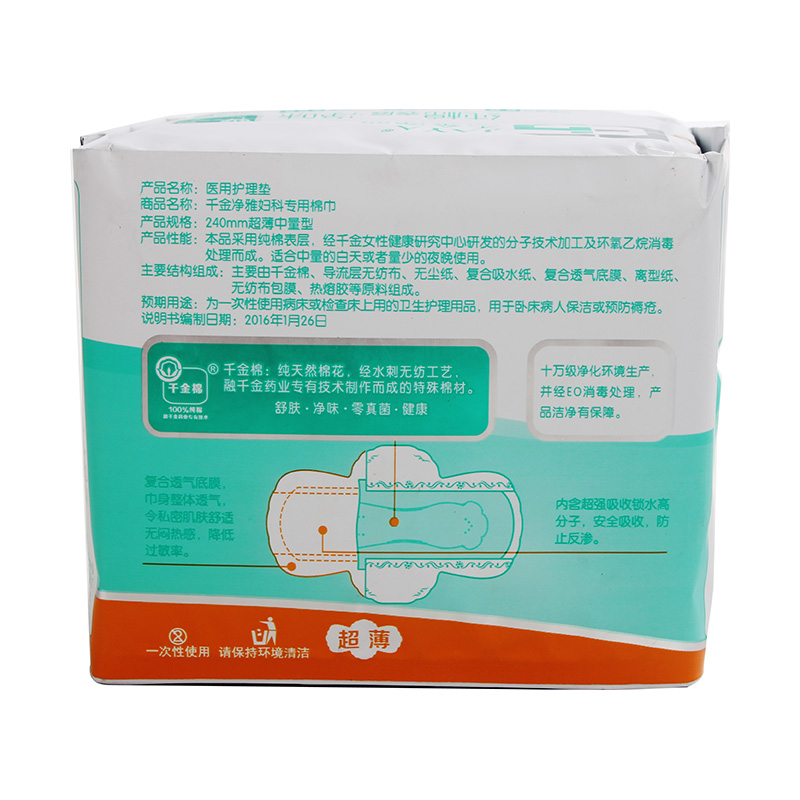 产品名称：医用护理垫
商品名称：千金净雅妇科专用棉巾
产品规格：240mm超薄中量型
产品性能：本品采用纯棉表层，经千金女性健康研究中心研发的分子技术加工及环氧乙烷消毒
处理而成。适合中量的白天或者量少的夜晚使用。
主要结构组成：主要由千金棉、导流层无纺布、无尘纸、复合吸水纸、复合透气底膜、离型纸、
无纺布包膜、热熔胶等原料组成。
预期用途：为一次性使用病床或检查床上用的卫生护理用品，用于卧床病人保洁或预防褥疮。
说明书编制日期：2016年1月26日
千金棉
100%棉
®千金棉：纯天然棉花，经水刺无纺工艺，
融千金药业专有技术制作而成的特殊棉材。
舒肤·净味·零真菌·健康
十万级净化环境生产，
并经EO消毒处理，产
品洁净有保障。
复合透气底膜，
巾身整体透气，
令私密肌肤舒适
无闷热感，降低
过敏率。
内含超强吸收锁水高
分子，安全吸收，防
止反渗。
一次性使用
请保持环境清洁
超薄